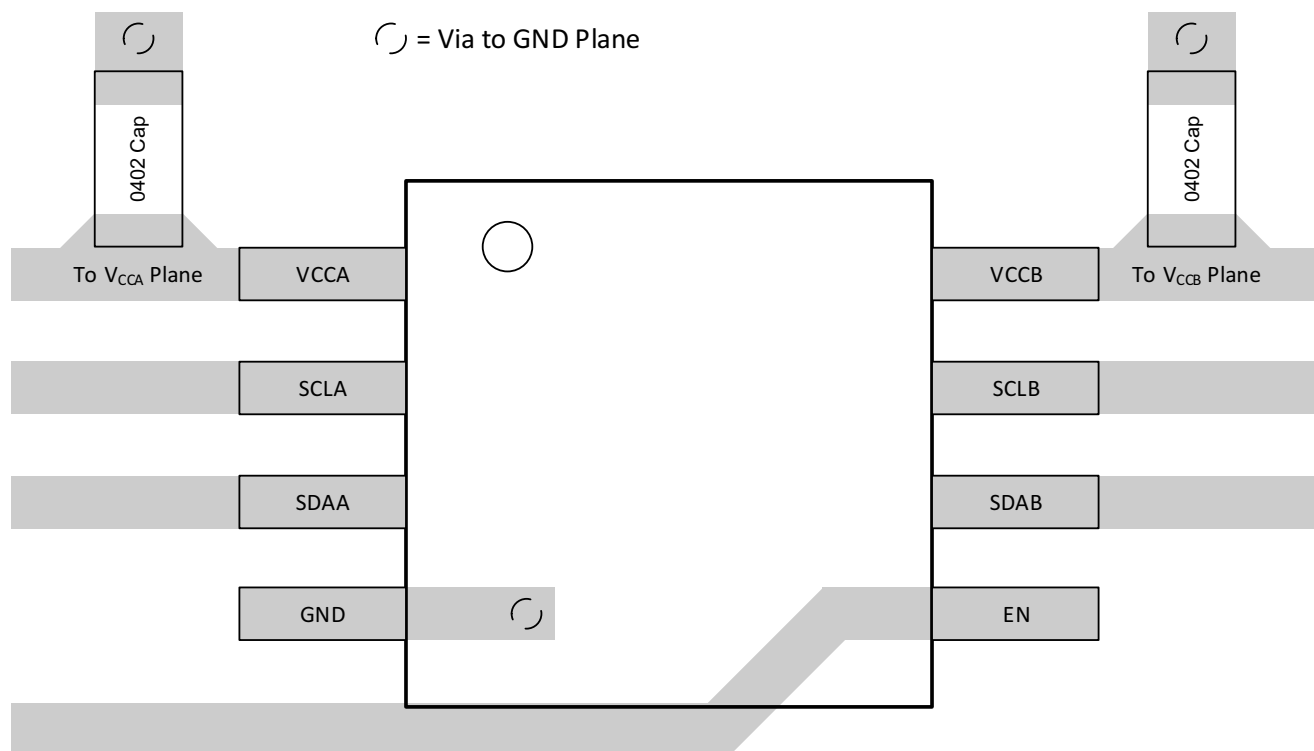 = Via to GND Plane
0402 Cap
0402 Cap
To VCCA Plane
VCCA
VCCB
To VCCB Plane
SCLA
SCLB
SDAA
SDAB
GND
EN